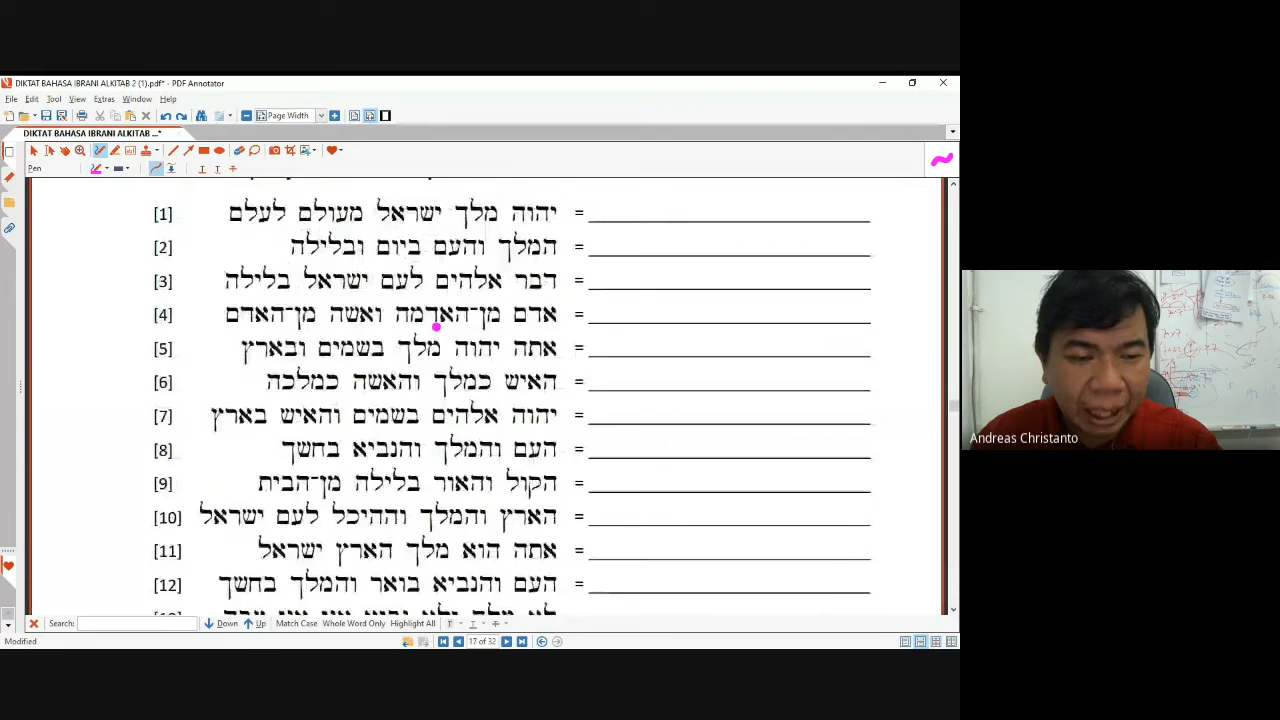 DIKTAT BAHASA IBRANI ALKITAB 2 (1).pdf* - PDF Annotator
File Edit Tool View Extras Window Help
Page Width
DIKTAT BAHASA IBRANI ALKITAB ...*
Pen
[1] יהוה מלך ישראל מעולם לעלם =
[2] המלך והעם ביום ובלילה =
[3] דבר אלהים לעם ישראל בלילה =
[4] אדם מן־האדמה ואשה מן־האדם =
[5] אתה יהוה מלך בשמים ובארץ =
[6] האיש כמלך והאשה כמלכה =
[7] יהוה אלהים בשמים והאיש בארץ =
[8] העם והמלך והנביא בחשך =
[9] הקול והאור בלילה מן־הבית =
[10] הארץ והמלך וההיכל לעם ישראל =
[11] אתה הוא מלך הארץ ישראל =
[12] העם והנביא בואר והמלך בחשך =
Andreas Christanto
Search: Down Up Match Case Whole Word Only Highlight All
Modified 17 of 32